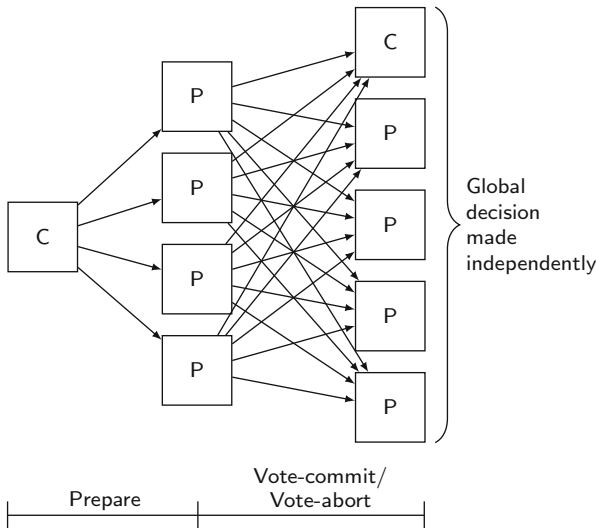 C
P
P
P
P
C
P
P
P
P
Global
decision
made
independently
Prepare
Vote-commit/
Vote-abort